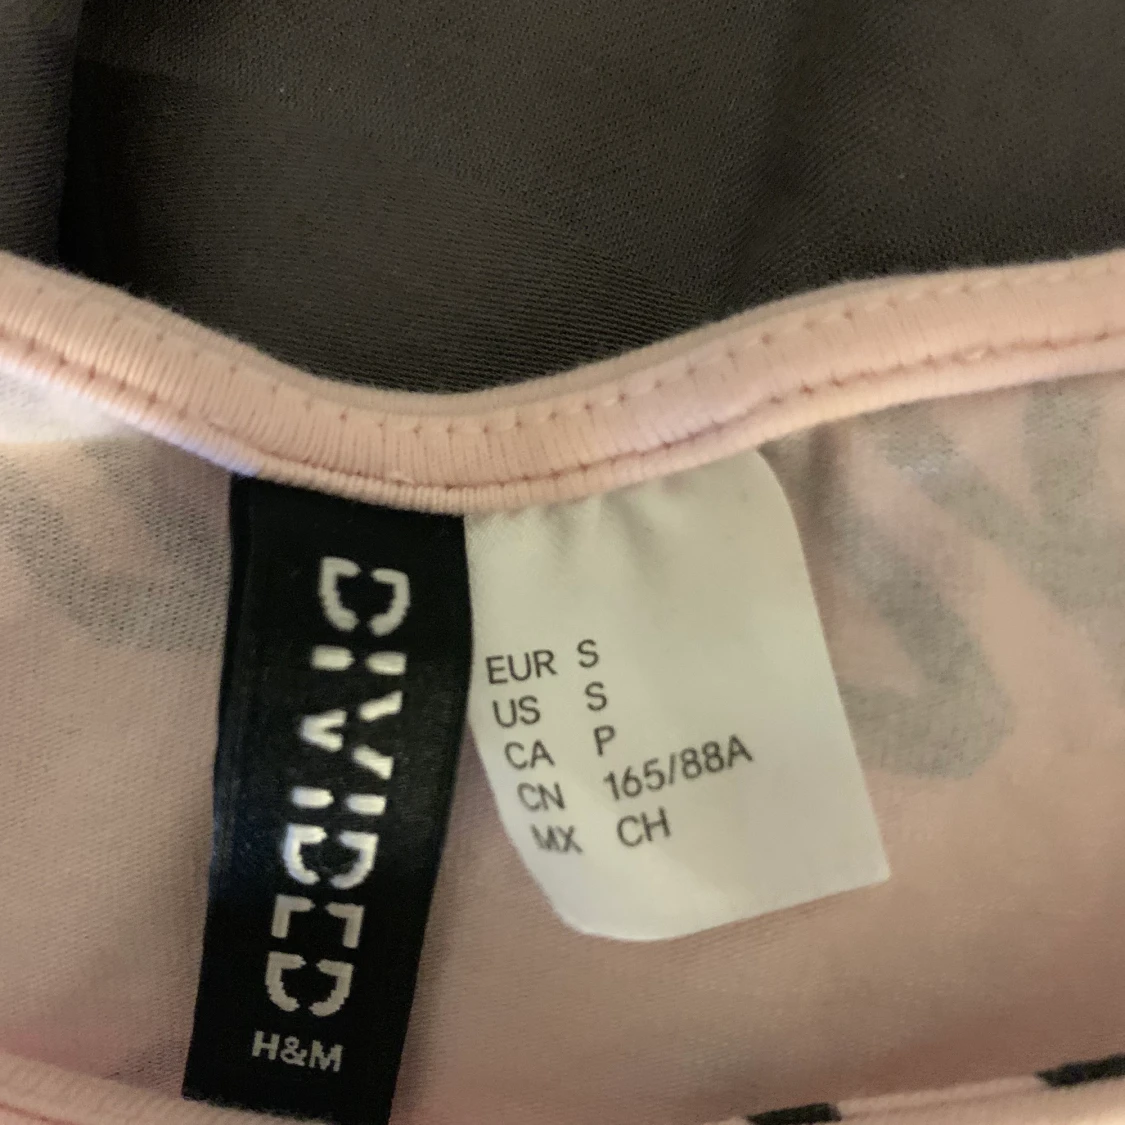 DIVIDED
H&M
EUR S
US S
CA P
CN 165/88A
MX CH